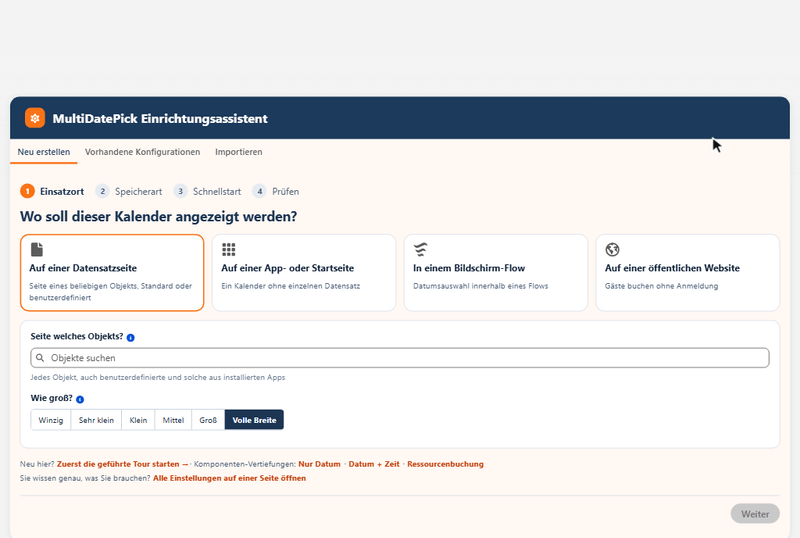 MultiDatePick Einrichtungsassistent
Neu erstellen
Vorhandene Konfigurationen
Importieren
1 Einsatzort
2 Speicherart
3 Schnellstart
4 Prüfen
Wo soll dieser Kalender angezeigt werden?
Auf einer Datensatzseite
Seite eines beliebigen Objekts, Standard oder
benutzerdefiniert
Auf einer App- oder Startseite
Ein Kalender ohne einzelnen Datensatz
In einem Bildschirm-Flow
Datumsauswahl innerhalb eines Flows
Auf einer öffentlichen Website
Gäste buchen ohne Anmeldung
Seite welches Objekts? i
Objekte suchen
Jedes Objekt, auch benutzerdefinierte und solche aus installierten Apps
Wie groß? i
Winzig
Sehr klein
Klein
Mittel
Groß
Volle Breite
Neu hier? Zuerst die geführte Tour starten → · Komponenten-Vertiefungen: Nur Datum · Datum + Zeit · Ressourcenbuchung
Sie wissen genau, was Sie brauchen? Alle Einstellungen auf einer Seite öffnen
Weiter